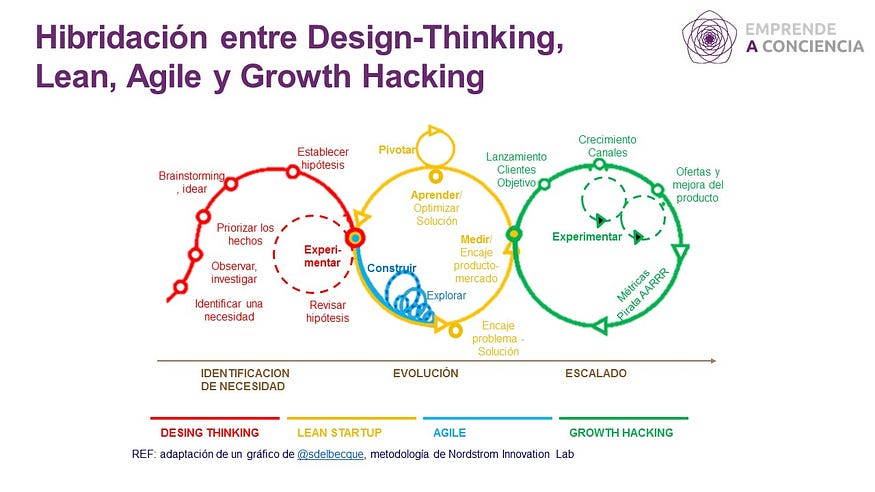 Hibridación entre Design-Thinking,
Lean, Agile y Growth Hacking
EMPRENDE
A CONCIENCIA
Brainstorming
, idear
Establecer
hipótesis
Priorizar los
hechos
Observar,
investigar
Identificar una
necesidad
Experi-
mentar
Revisar
hipótesis
Pivotar
Aprender/
Optimizar
Solución
Medir/
Encaje
producto-
mercado
Construir
Explorar
Encaje
problema -
Solución
Lanzamiento
Clientes
Objetivo
Crecimiento
Canales
Ofertas y
mejora del
producto
Experimentar
Métricas
Pirata AARRR
IDENTIFICACION
DE NECESIDAD
EVOLUCIÓN
ESCALADO
DESING THINKING
LEAN STARTUP
AGILE
GROWTH HACKING
REF: adaptación de un gráfico de @sdelbecque, metodología de Nordstrom Innovation Lab